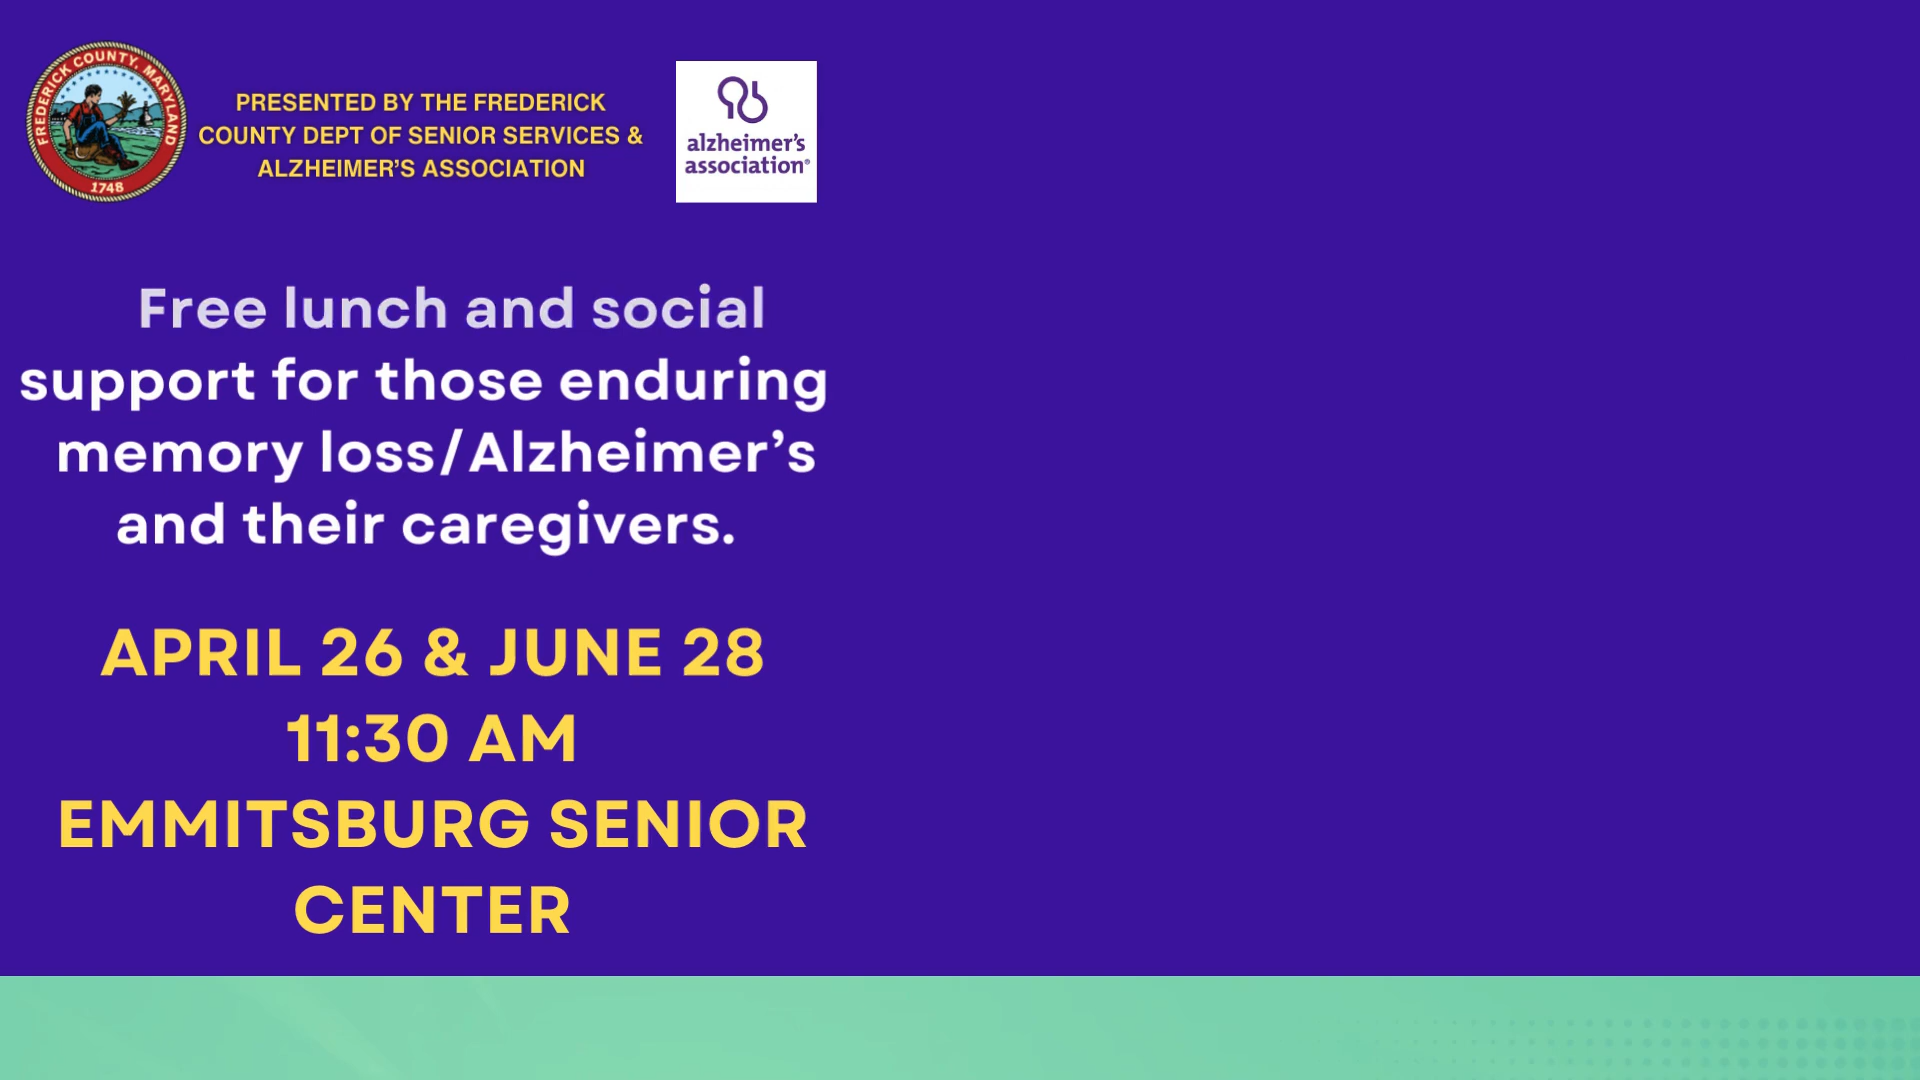 FREDERICK COUNTY, MARYLAND
1748
PRESENTED BY THE FREDERICK
COUNTY DEPT OF SENIOR SERVICES &
ALZHEIMER’S ASSOCIATION
alzheimer’s
association®
Free lunch and social
support for those enduring
memory loss/Alzheimer’s
and their caregivers.
APRIL 26 & JUNE 28
11:30 AM
EMMITSBURG SENIOR
CENTER